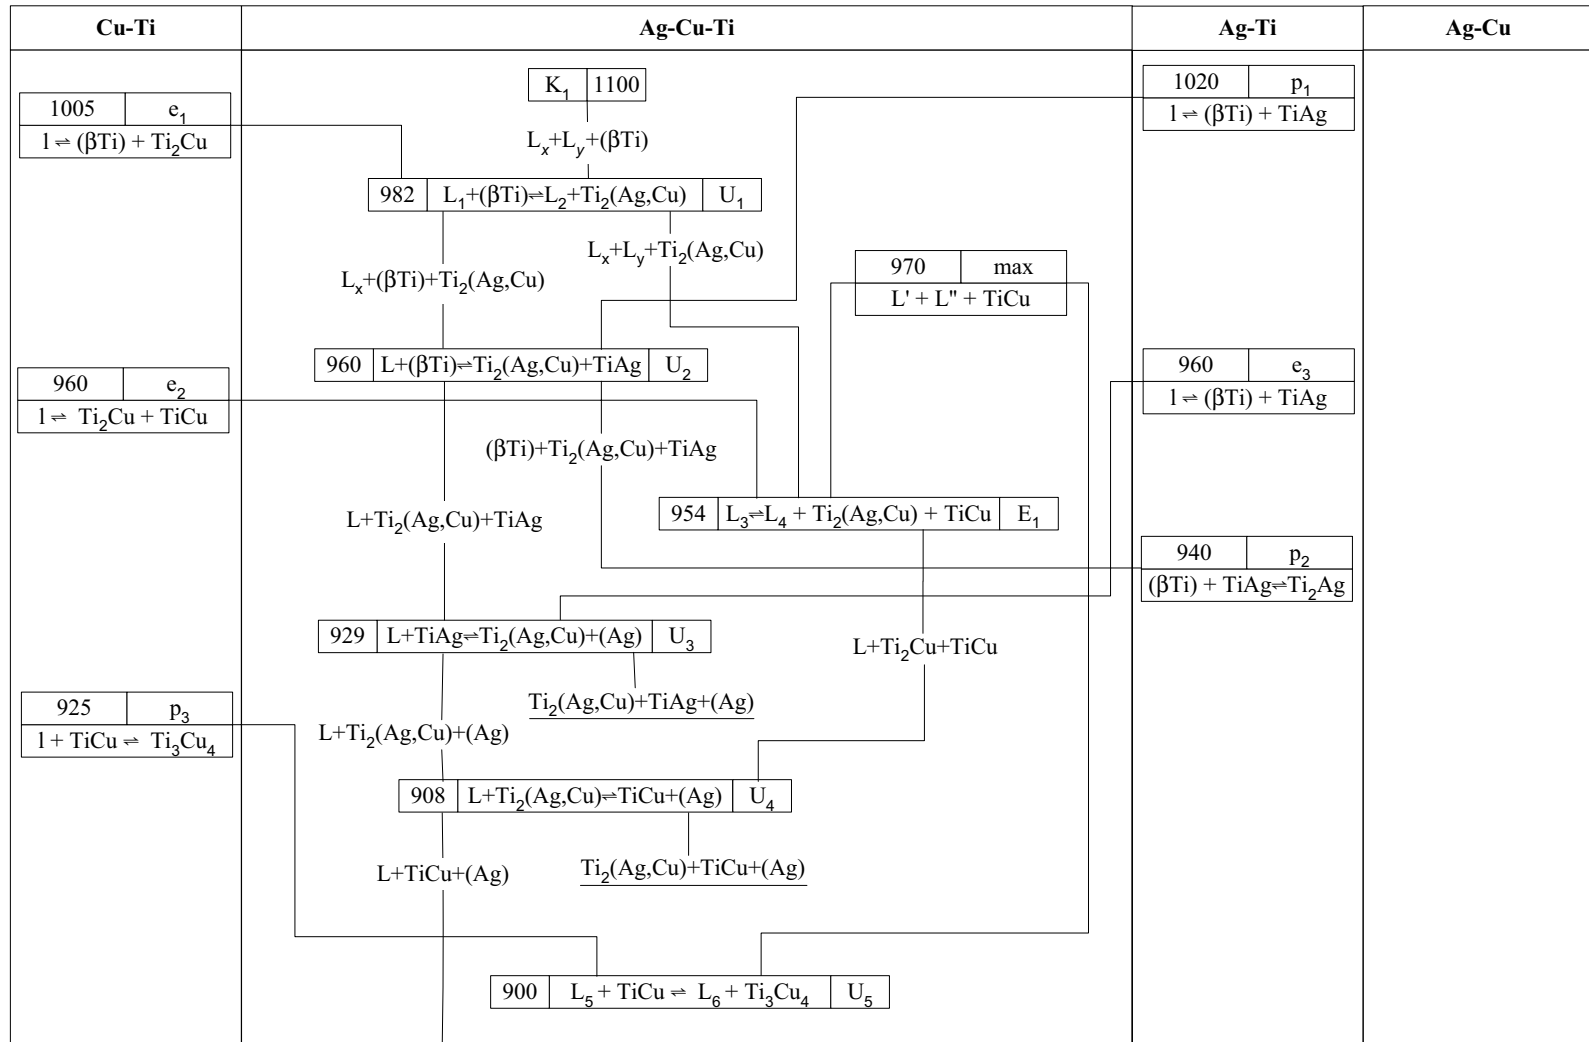 Cu-Ti
Ag-Cu-Ti
Ag-Ti
Ag-Cu
K₁ 1100
1020 p₁
l ⇌ (βTi) + TiAg
1005 e₁
l ⇌ (βTi) + Ti₂Cu
Lₓ+Lᵧ+(βTi)
982 L₁+(βTi)⇌L₂+Ti₂(Ag,Cu) U₁
Lₓ+Lᵧ+Ti₂(Ag,Cu)
Lₓ+(βTi)+Ti₂(Ag,Cu)
970 max
L' + L" + TiCu
960 L+(βTi)⇌Ti₂(Ag,Cu)+TiAg U₂
960 e₃
l ⇌ (βTi) + TiAg
960 e₂
l ⇌ Ti₂Cu + TiCu
(βTi)+Ti₂(Ag,Cu)+TiAg
954 L₃⇌L₄ + Ti₂(Ag,Cu) + TiCu E₁
L+Ti₂(Ag,Cu)+TiAg
940 p₂
(βTi) + TiAg⇌Ti₂Ag
929 L+TiAg⇌Ti₂(Ag,Cu)+(Ag) U₃
L+Ti₂Cu+TiCu
Ti₂(Ag,Cu)+TiAg+(Ag)
925 p₃
l + TiCu ⇌ Ti₃Cu₄
L+Ti₂(Ag,Cu)+(Ag)
908 L+Ti₂(Ag,Cu)⇌TiCu+(Ag) U₄
L+TiCu+(Ag)
Ti₂(Ag,Cu)+TiCu+(Ag)
900 L₅ + TiCu ⇌ L₆ + Ti₃Cu₄ U₅